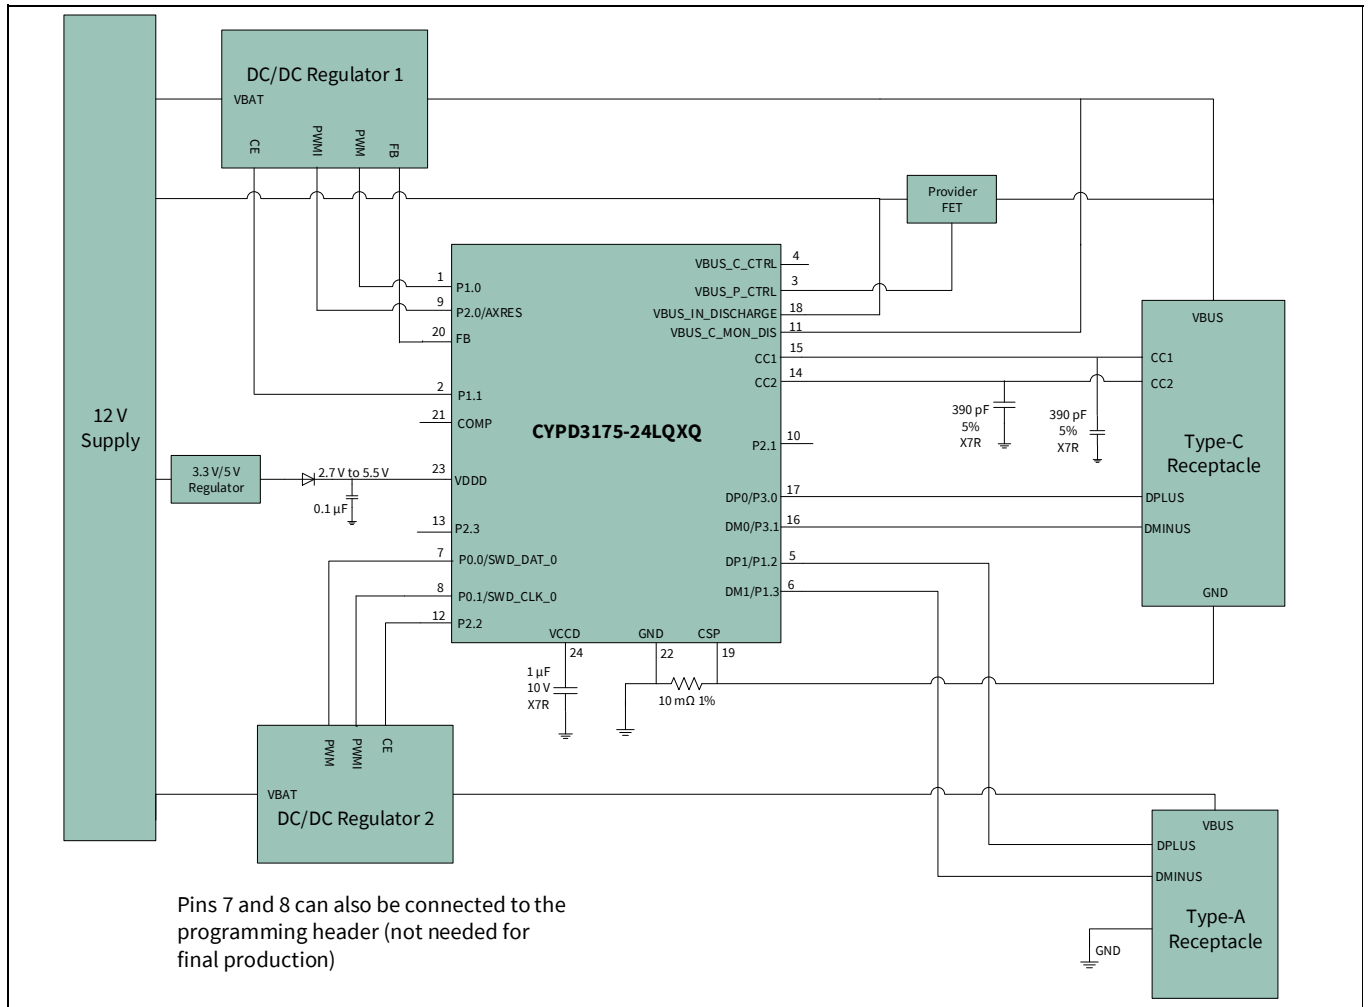 DC/DC Regulator 1
VBAT
CE
PWMI
PWM
FB
Provider
FET
12 V
Supply
3.3 V/5 V
Regulator
2.7 V to 5.5 V
0.1 µF
CYPD3175-24LQXQ
1
P1.0
9
P2.0/AXRES
20
FB
2
P1.1
21
COMP
23
VDDD
13
P2.3
7
P0.0/SWD_DAT_0
8
P0.1/SWD_CLK_0
12
P2.2
VBUS_C_CTRL
4
VBUS_P_CTRL
3
VBUS_IN_DISCHARGE
18
VBUS_C_MON_DIS
11
CC1
15
CC2
14
P2.1
10
DP0/P3.0
17
DM0/P3.1
16
DP1/P1.2
5
DM1/P1.3
6
VCCD
24
GND
22
CSP
19
1 µF
10 V
X7R
10 mΩ 1%
390 pF
5%
X7R
390 pF
5%
X7R
VBUS
CC1
CC2
Type-C
Receptacle
DPLUS
DMINUS
GND
PWM
PWMI
CE
VBAT
DC/DC Regulator 2
VBUS
DPLUS
DMINUS
Type-A
Receptacle
GND
Pins 7 and 8 can also be connected to the
programming header (not needed for
final production)